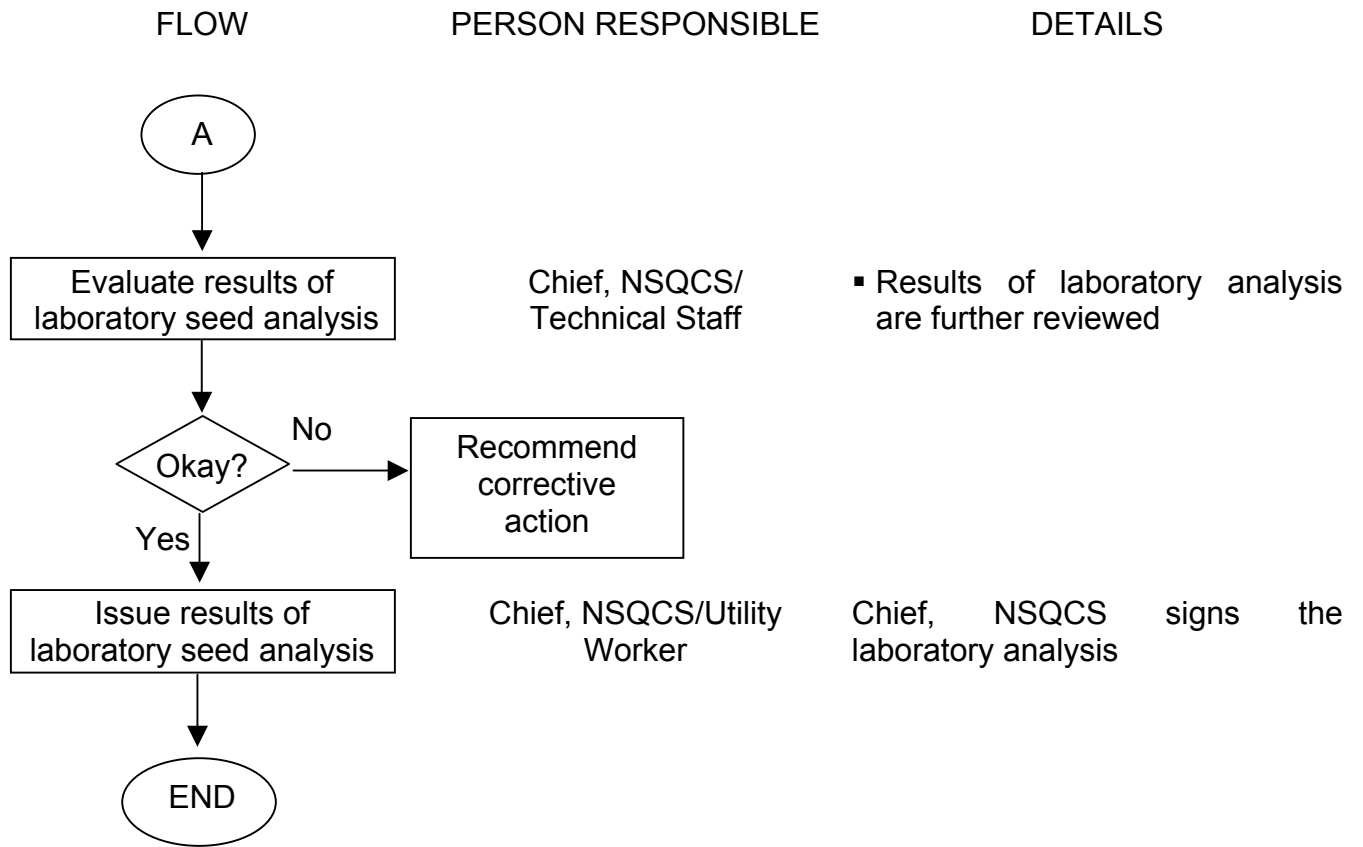 FLOW PERSON RESPONSIBLE DETAILS
A
Evaluate results of
laboratory seed analysis
Chief, NSQCS/
Technical Staff
▪ Results of laboratory analysis
are further reviewed
Okay?
No
Recommend
corrective
action
Yes
Issue results of
laboratory seed analysis
Chief, NSQCS/Utility
Worker
Chief, NSQCS signs the
laboratory analysis
END